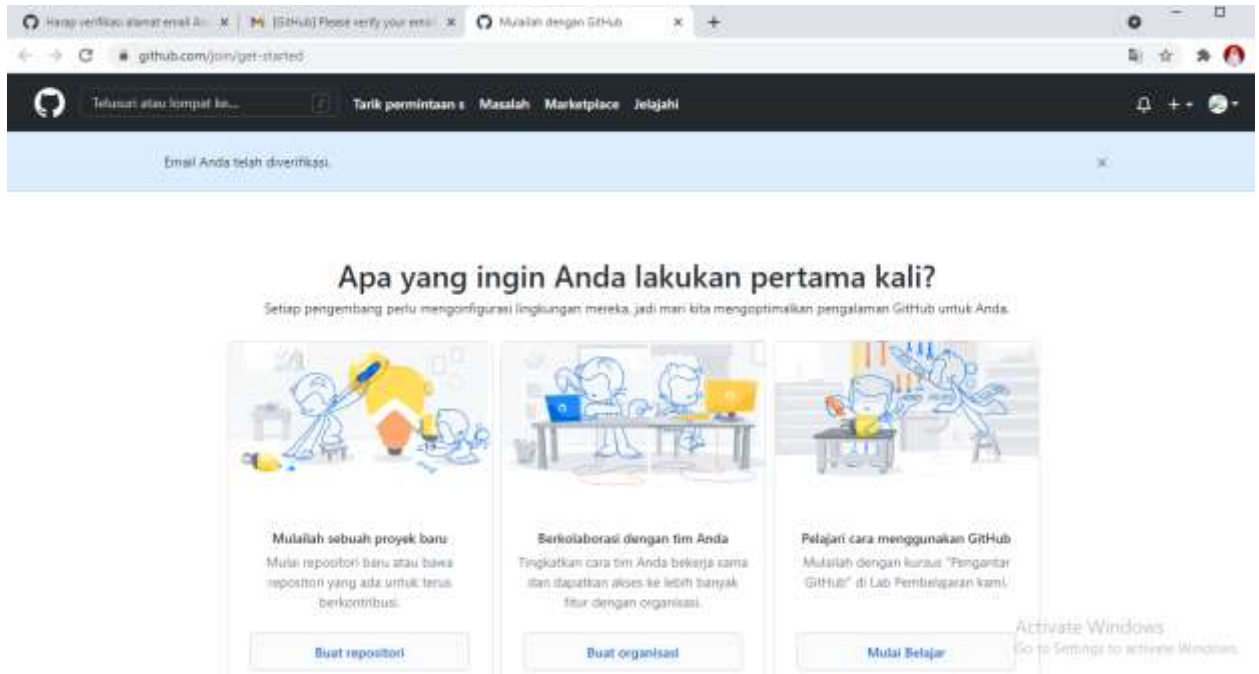 Harap verifikasi alamat email An
[GitHub] Please verify your email
Mulailah dengan GitHub
github.com/join/get-started
Telusuri atau lompat ke...
/
Tarik permintaan s Masalah Marketplace Jelajahi
Email Anda telah diverifikasi.
Apa yang ingin Anda lakukan pertama kali?
Setiap pengembang perlu mengonfigurasi lingkungan mereka, jadi mari kita mengoptimalkan pengalaman GitHub untuk Anda.
Mulailah sebuah proyek baru
Mulai repositori baru atau bawa
repositori yang ada untuk terus
berkontribusi.
Buat repositori
Berkolaborasi dengan tim Anda
Tingkatkan cara tim Anda bekerja sama
dan dapatkan akses ke lebih banyak
fitur dengan organisasi.
Buat organisasi
Pelajari cara menggunakan GitHub
Mulailah dengan kursus "Pengantar
GitHub" di Lab Pembelajaran kami.
Mulai Belajar
Activate Windows
Go to Settings to activate Windows.